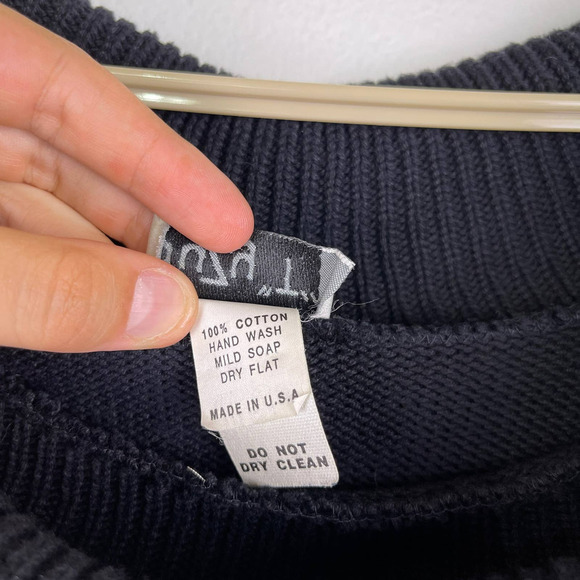 100% COTTON
HAND WASH
MILD SOAP
DRY FLAT
MADE IN U.S.A
DO NOT
DRY CLEAN